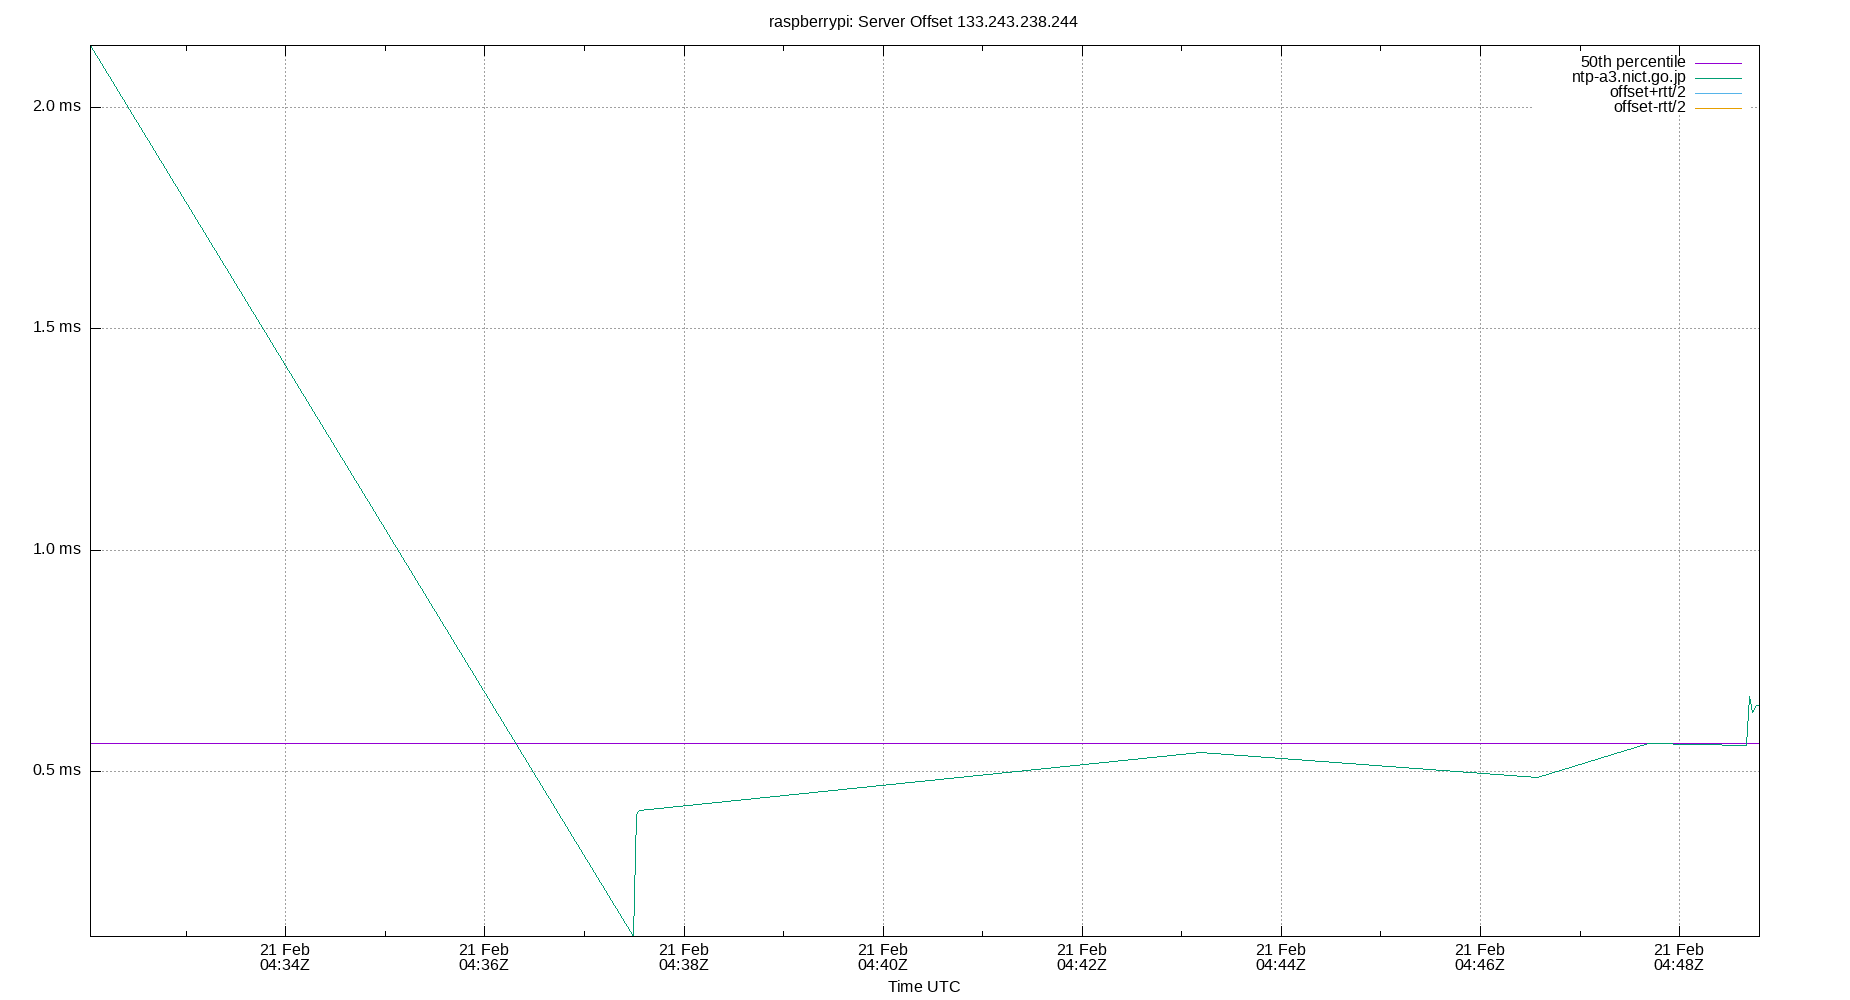 raspberrypi: Server Offset 133.243.238.244
50th percentile
ntp-a3.nict.go.jp
offset+rtt/2
offset-rtt/2
2.0 ms
1.5 ms
1.0 ms
0.5 ms
21 Feb 21 Feb 21 Feb 21 Feb 21 Feb 21 Feb 21 Feb 21 Feb
04:34Z 04:36Z 04:38Z 04:40Z 04:42Z 04:44Z 04:46Z 04:48Z
Time UTC